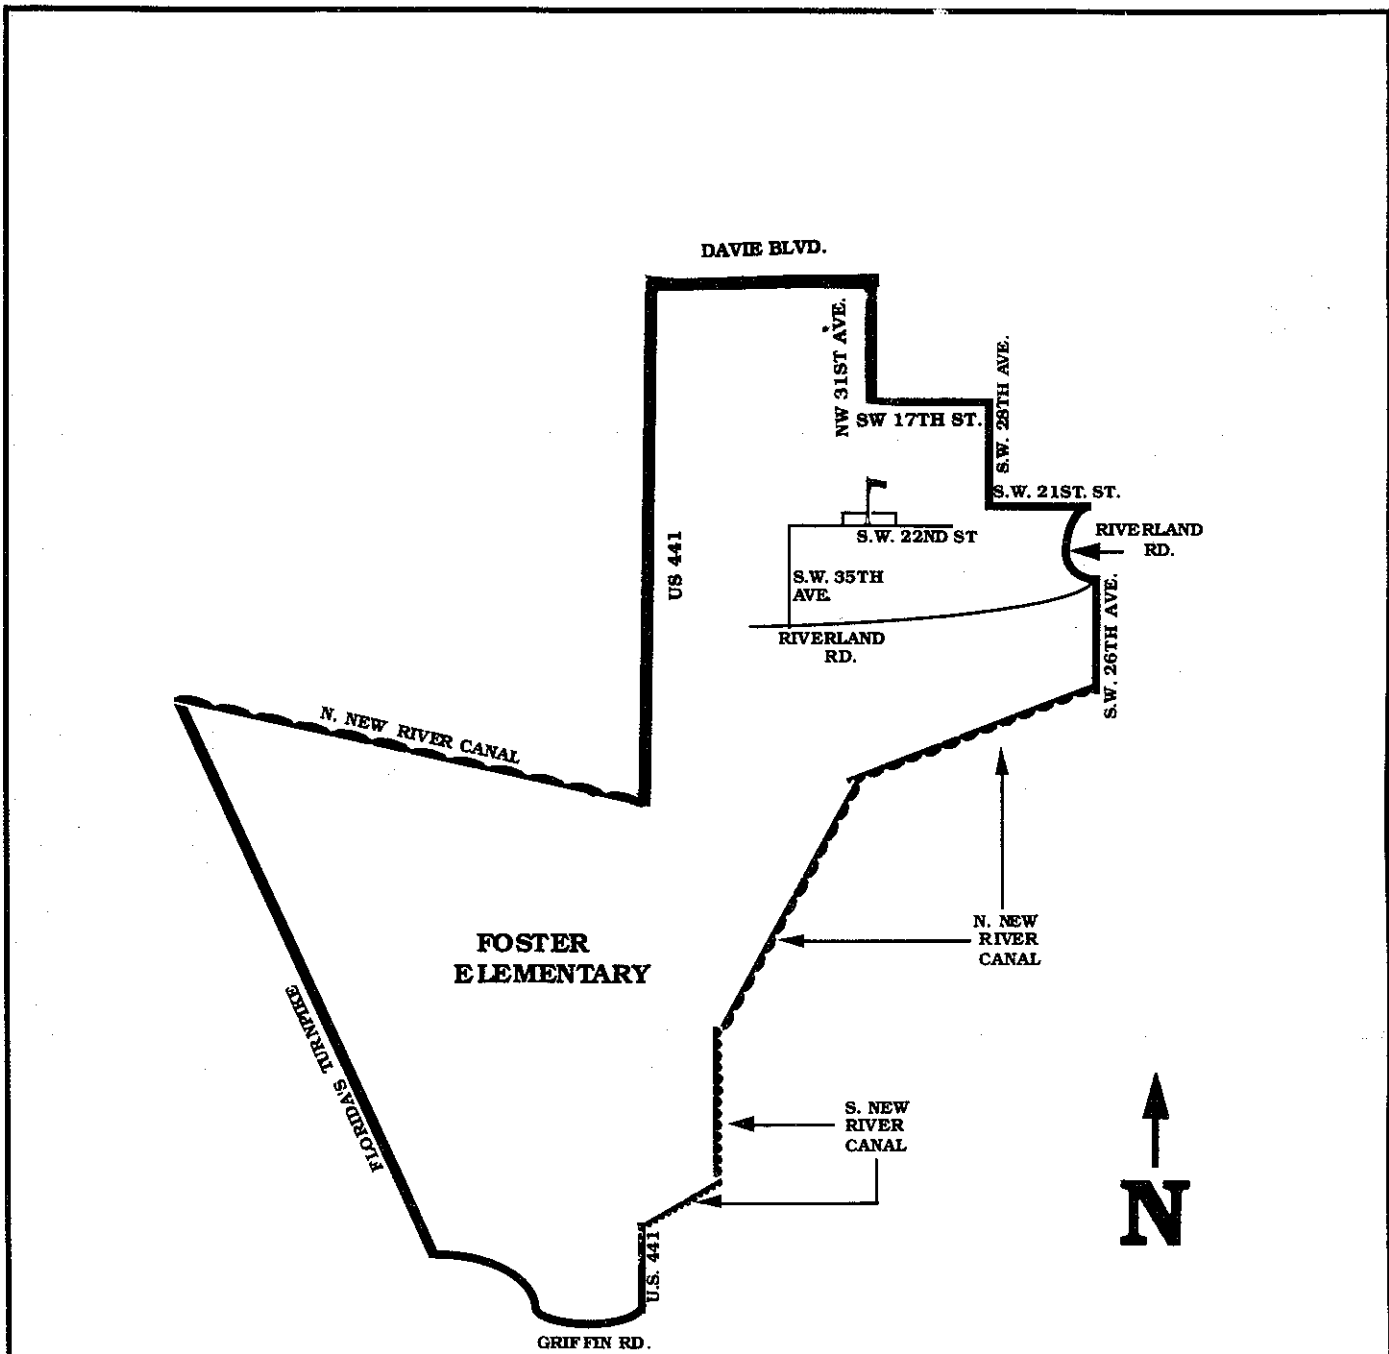 DAVIE BLVD.
NW 31ST AVE.
S.W. 28TH AVE.
SW 17TH ST.
S.W. 21ST. ST.
RIVERLAND
RD.
S.W. 22ND ST
US 441
S.W. 35TH
AVE.
S.W. 26TH AVE.
RIVERLAND
RD.
N. NEW RIVER CANAL
N. NEW
RIVER
CANAL
FOSTER
ELEMENTARY
FLORIDA'S TURNPIKE
S. NEW
RIVER
CANAL
N
U.S. 441
GRIFFIN RD.